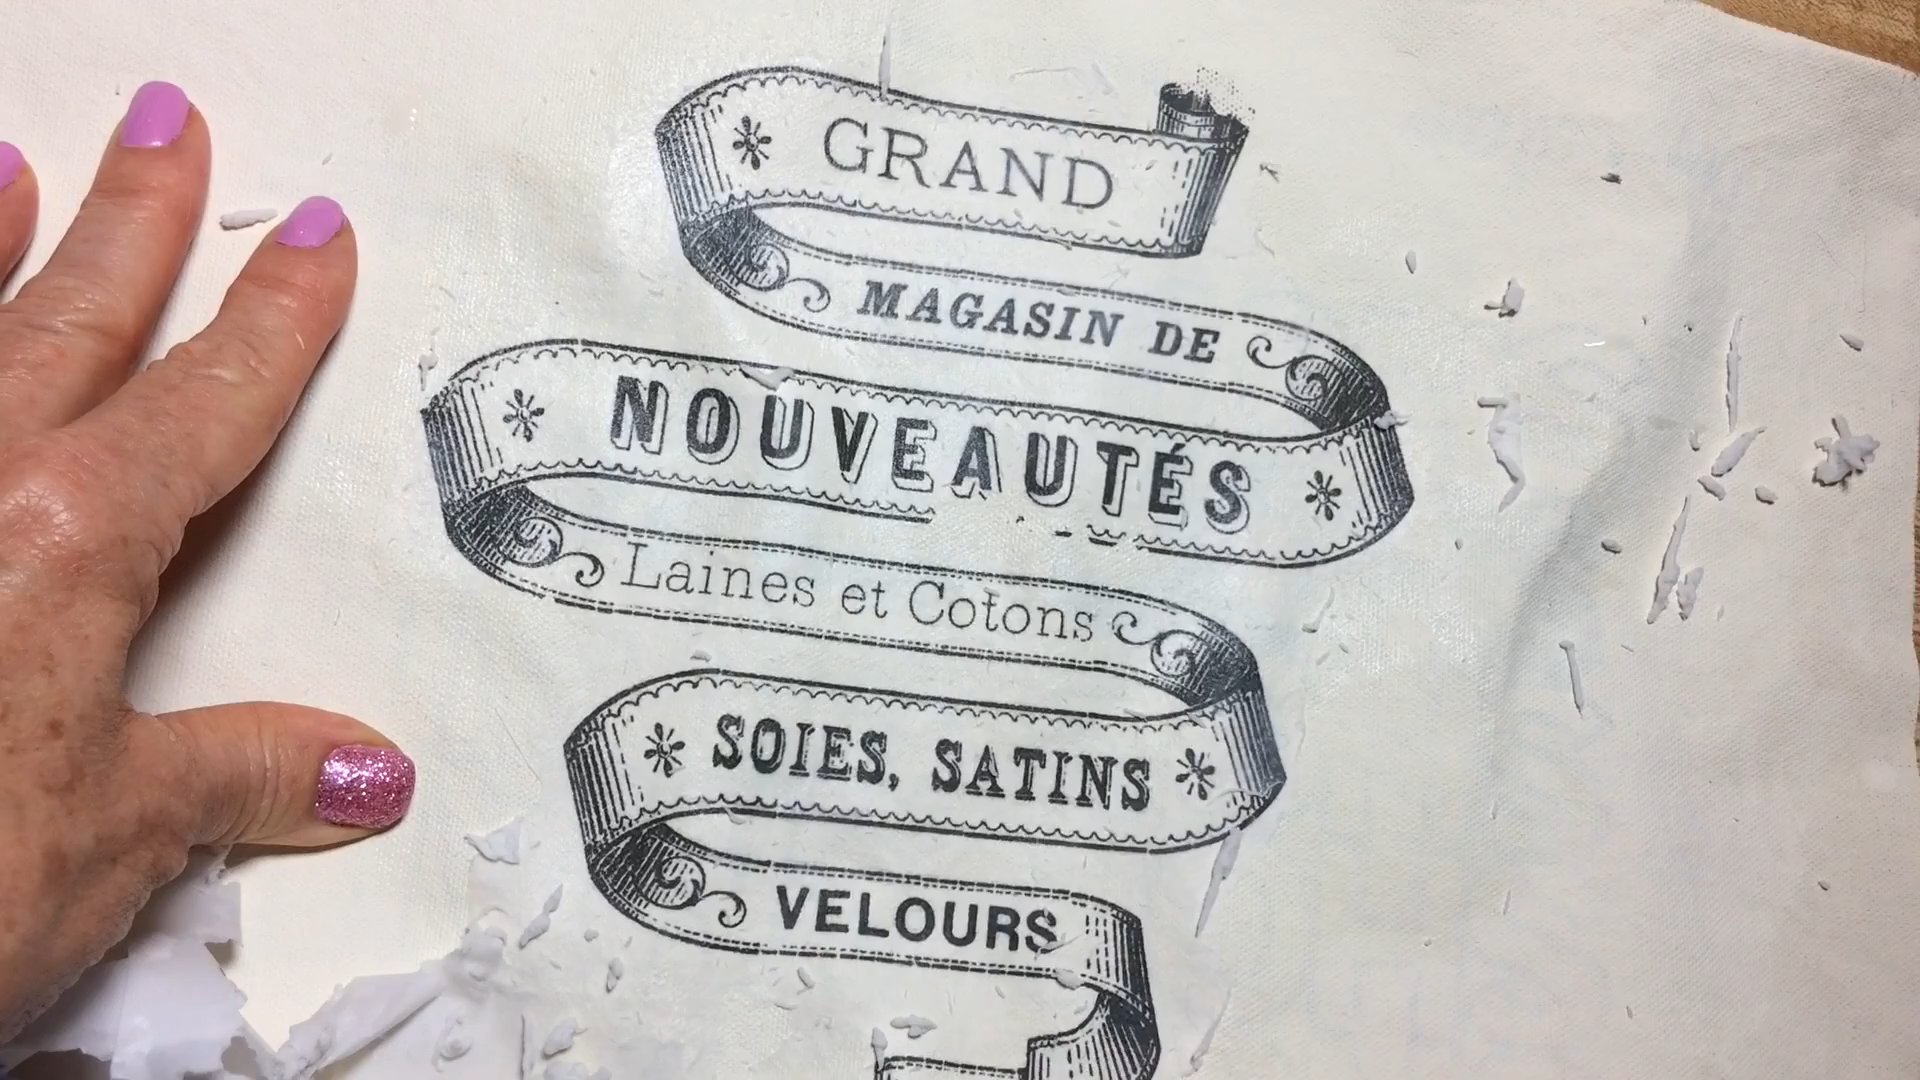 GRAND
MAGASIN DE
NOUVEAUTÉS
Laines et Cotons
SOIES, SATINS
VELOURS